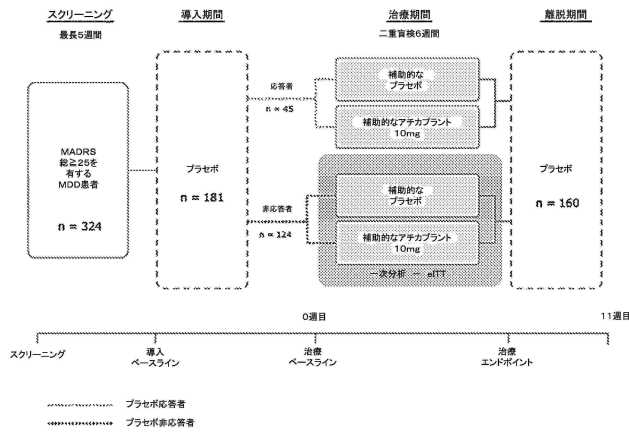 スクリーニング
最長5週間
導入期間
治療期間
二重盲検6週間
離脱期間
MADRS
総≧25を
有する
MDD患者
n = 324
プラセボ
n = 181
応答者
n = 45
非応答者
n = 124
補助的な
プラセボ
補助的なアチカプラント
10mg
補助的な
プラセボ
補助的なアチカプラント
10mg
一次分析 － eITT
プラセボ
n = 160
0週目
11週目
スクリーニング
導入
ベースライン
治療
ベースライン
治療
エンドポイント
プラセボ応答者
プラセボ非応答者